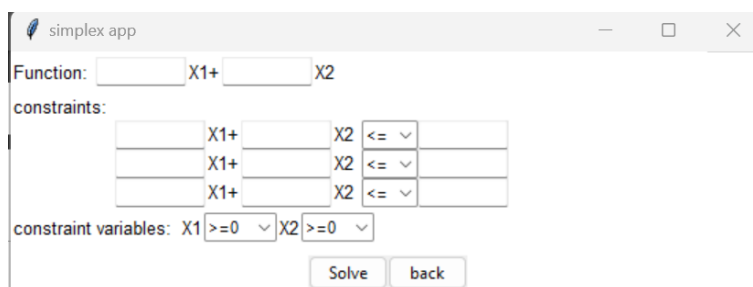 simplex app
Function: X1+ X2
constraints:
X1+ X2 <=
X1+ X2 <=
X1+ X2 <=
constraint variables: X1 >=0 X2 >=0
Solve back